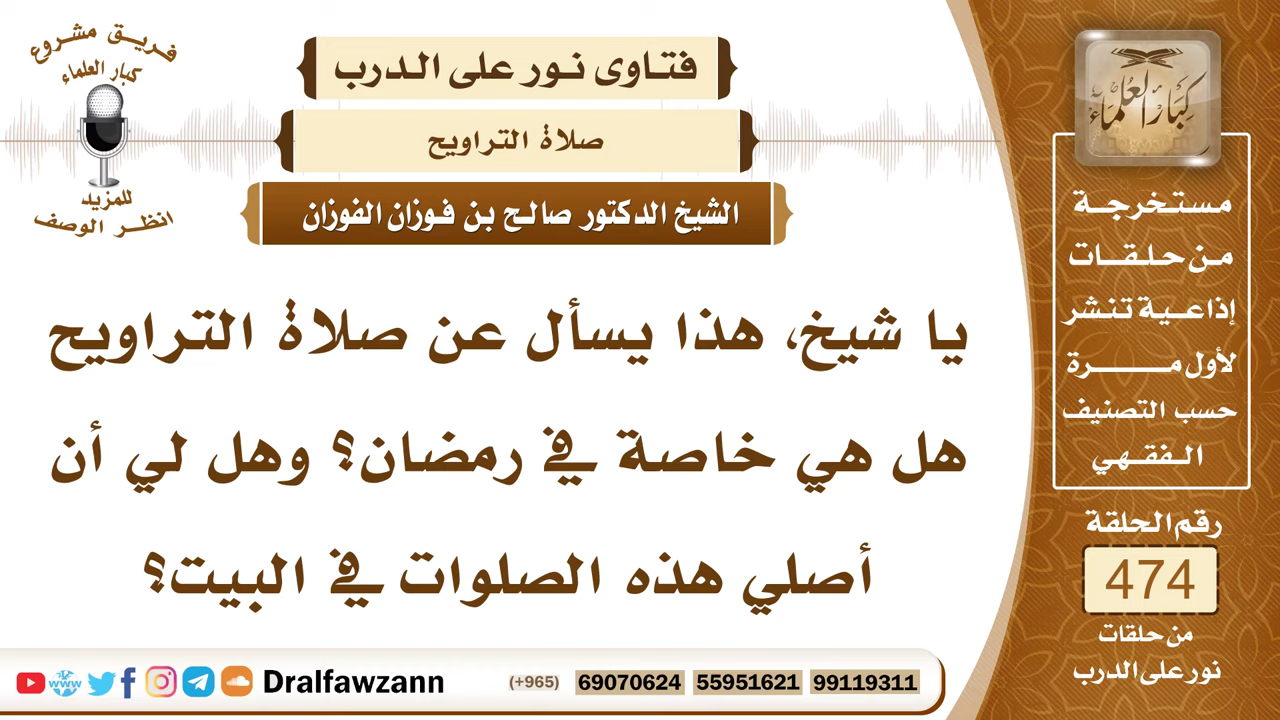 فريق مشروع
كبار العلماء
للمزيد
انظر الوصف
فتاوى نور على الدرب
صلاة التراويح
الشيخ الدكتور صالح بن فوزان الفوزان
يا شيخ، هذا يسأل عن صلاة التراويح
هل هي خاصة في رمضان؟ وهل لي أن
أصلي هذه الصلوات في البيت؟
كبار العلماء
مستخرجة
من حلقات
إذاعية تنشر
لأول مرة
حسب التصنيف
الفقهي
رقم الحلقة
474
من حلقات
نور على الدرب
www Dralfawzann (+965) 69070624 55951621 99119311